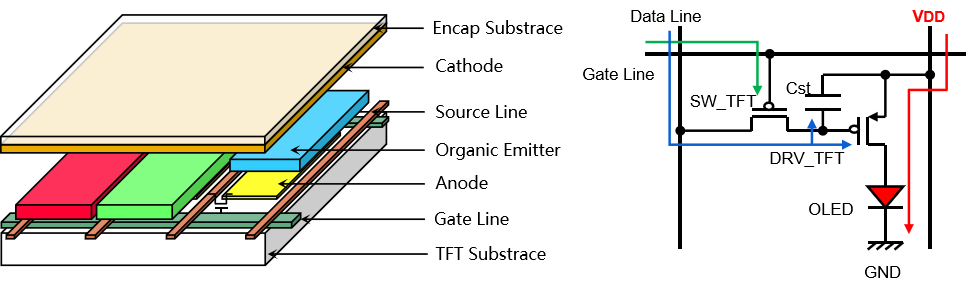 Encap Substrace
Cathode
Source Line
Organic Emitter
Anode
Gate Line
TFT Substrace
Data Line
VDD
Gate Line
Cst
SW_TFT
DRV_TFT
OLED
GND